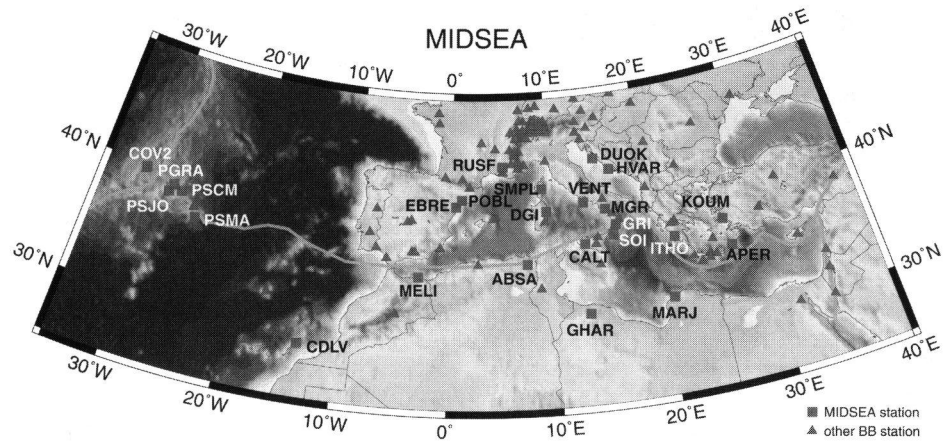 MIDSEA
30˚W
20˚W
10˚W
0˚
10˚E
20˚E
30˚E
40˚E
40˚N
40˚N
30˚N
30˚N
COV2
PGRA
PSCM
PSJO
PSMA
RUSF
DUOK
HVAR
SMPL
VENT
EBRE
POBL
DGI
MGR
GRI
SOI
ITHO
KOUM
APER
CALT
ABSA
MELI
MARJ
GHAR
CDLV
30˚W
20˚W
10˚W
0˚
10˚E
20˚E
30˚E
40˚E
MIDSEA station
other BB station